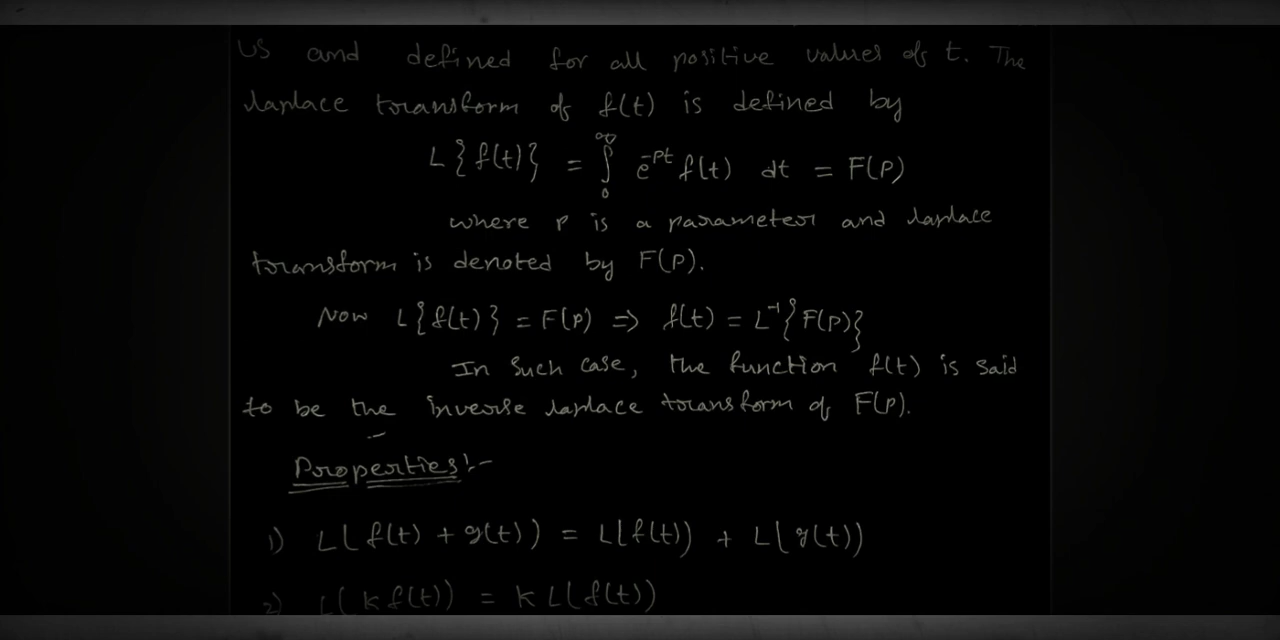 us and defined for all positive values of t. The
laplace transform of f(t) is defined by
L{f(t)} = ∫₀^∞ e^-pt f(t) dt = F(p)
where p is a parameter and laplace
transform is denoted by F(p).
Now L{f(t)} = F(p) => f(t) = L^-1{F(p)}
In such case, the function f(t) is said
to be the inverse laplace transform of F(p).
Properties:-
1) L(f(t) + g(t)) = L(f(t)) + L(g(t))
2) L(k f(t)) = k L(f(t))